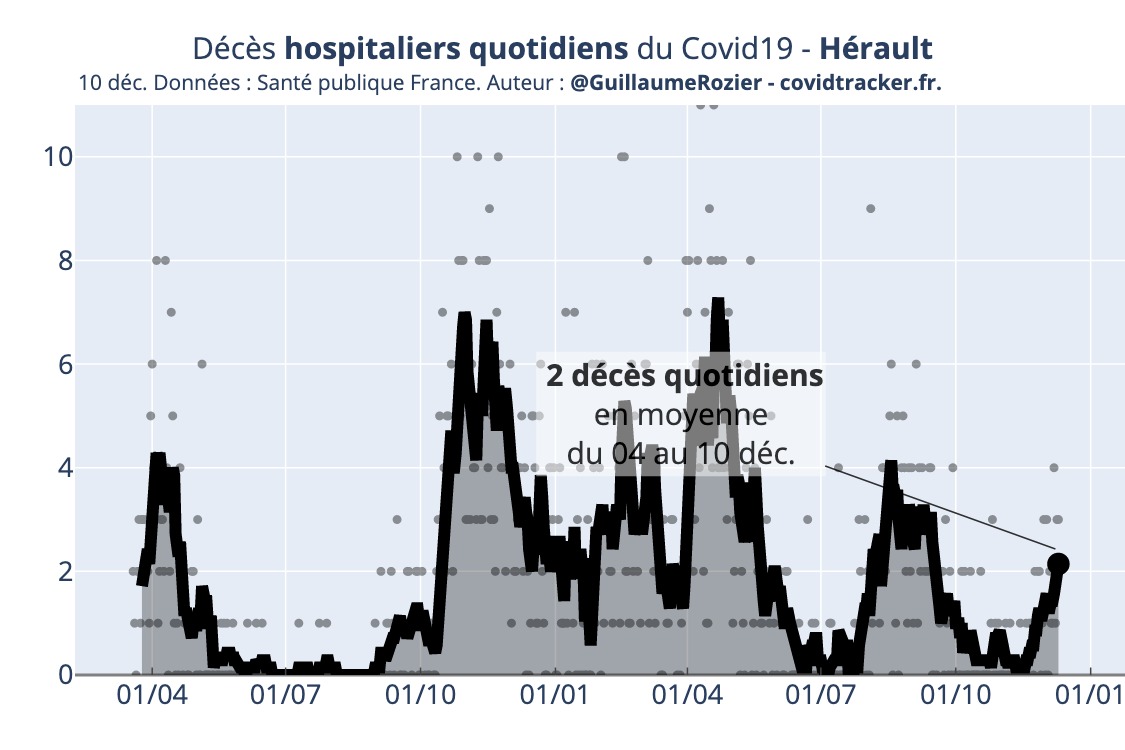 Décès hospitaliers quotidiens du Covid19 - Hérault
10 déc. Données : Santé publique France. Auteur : @GuillaumeRozier - covidtracker.fr.
10
8
6
4
2
0
2 décès quotidiens
en moyenne
du 04 au 10 déc.
01/04 01/07 01/10 01/01 01/04 01/07 01/10 01/01